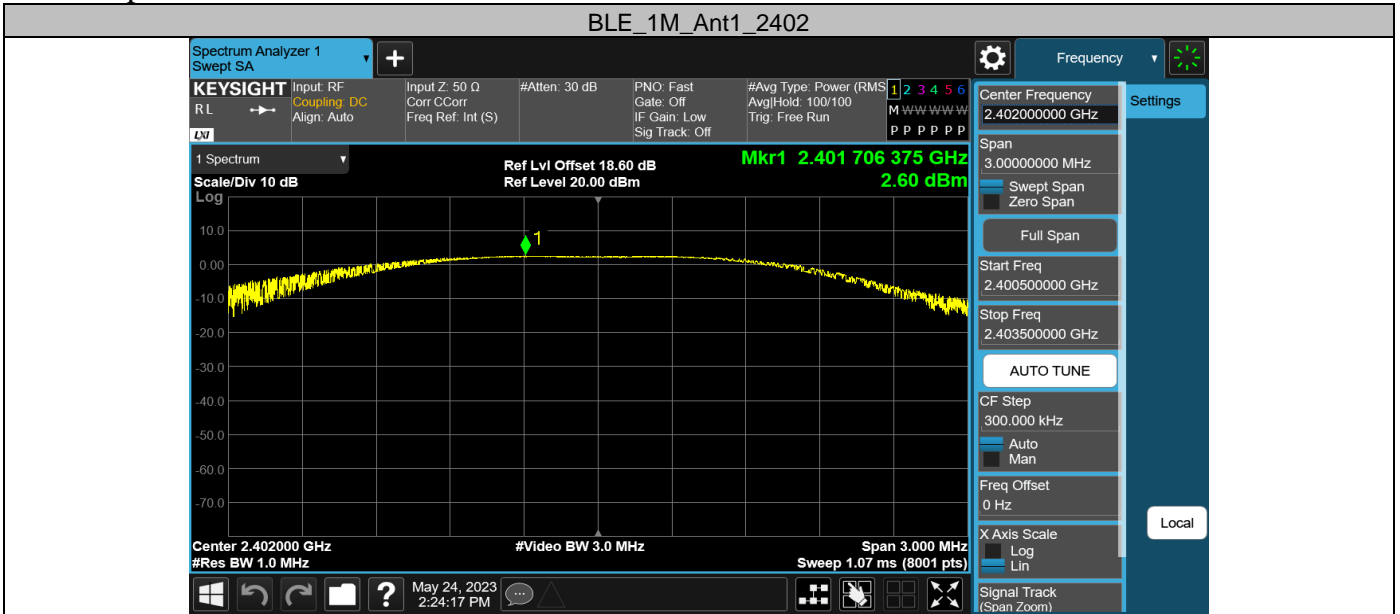 BLE_1M_Ant1_2402
Spectrum Analyzer 1
Swept SA
+
Frequency
KEYSIGHT
RL
LXI
Input: RF
Coupling: DC
Align: Auto
Input Z: 50 Ω
Corr CCorr
Freq Ref: Int (S)
#Atten: 30 dB
PNO: Fast
Gate: Off
IF Gain: Low
Sig Track: Off
#Avg Type: Power (RMS
Avg|Hold: 100/100
Trig: Free Run
1 2 3 4 5 6
M W W W W W
P P P P P P
1 Spectrum
Scale/Div 10 dB
Ref Lvl Offset 18.60 dB
Ref Level 20.00 dBm
Mkr1 2.401 706 375 GHz
2.60 dBm
Log
10.0
0.00
-10.0
-20.0
-30.0
-40.0
-50.0
-60.0
-70.0
1
Center 2.402000 GHz
#Res BW 1.0 MHz
#Video BW 3.0 MHz
Span 3.000 MHz
Sweep 1.07 ms (8001 pts)
Center Frequency
2.402000000 GHz
Span
3.00000000 MHz
Swept Span
Zero Span
Full Span
Start Freq
2.400500000 GHz
Stop Freq
2.403500000 GHz
AUTO TUNE
CF Step
300.000 kHz
Auto
Man
Freq Offset
0 Hz
X Axis Scale
Log
Lin
Signal Track
(Span Zoom)
Settings
Local
?
May 24, 2023
2:24:17 PM